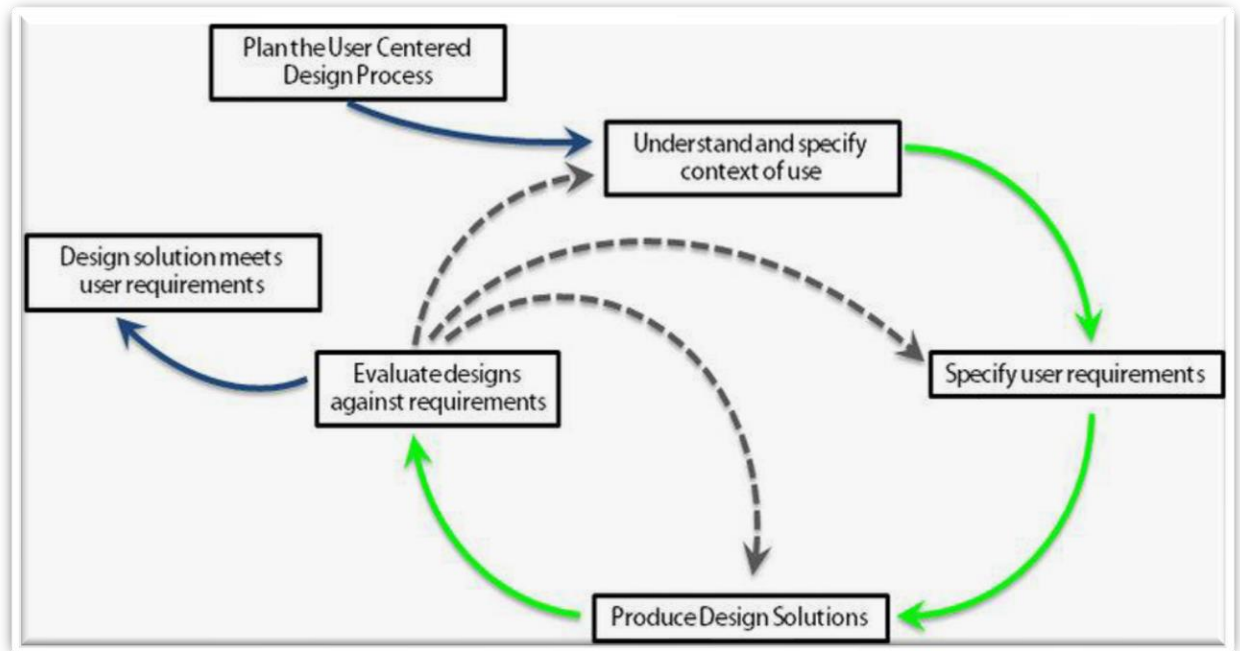 Plan the User Centered
Design Process
Understand and specify
context of use
Design solution meets
user requirements
Evaluate designs
against requirements
Specify user requirements
Produce Design Solutions